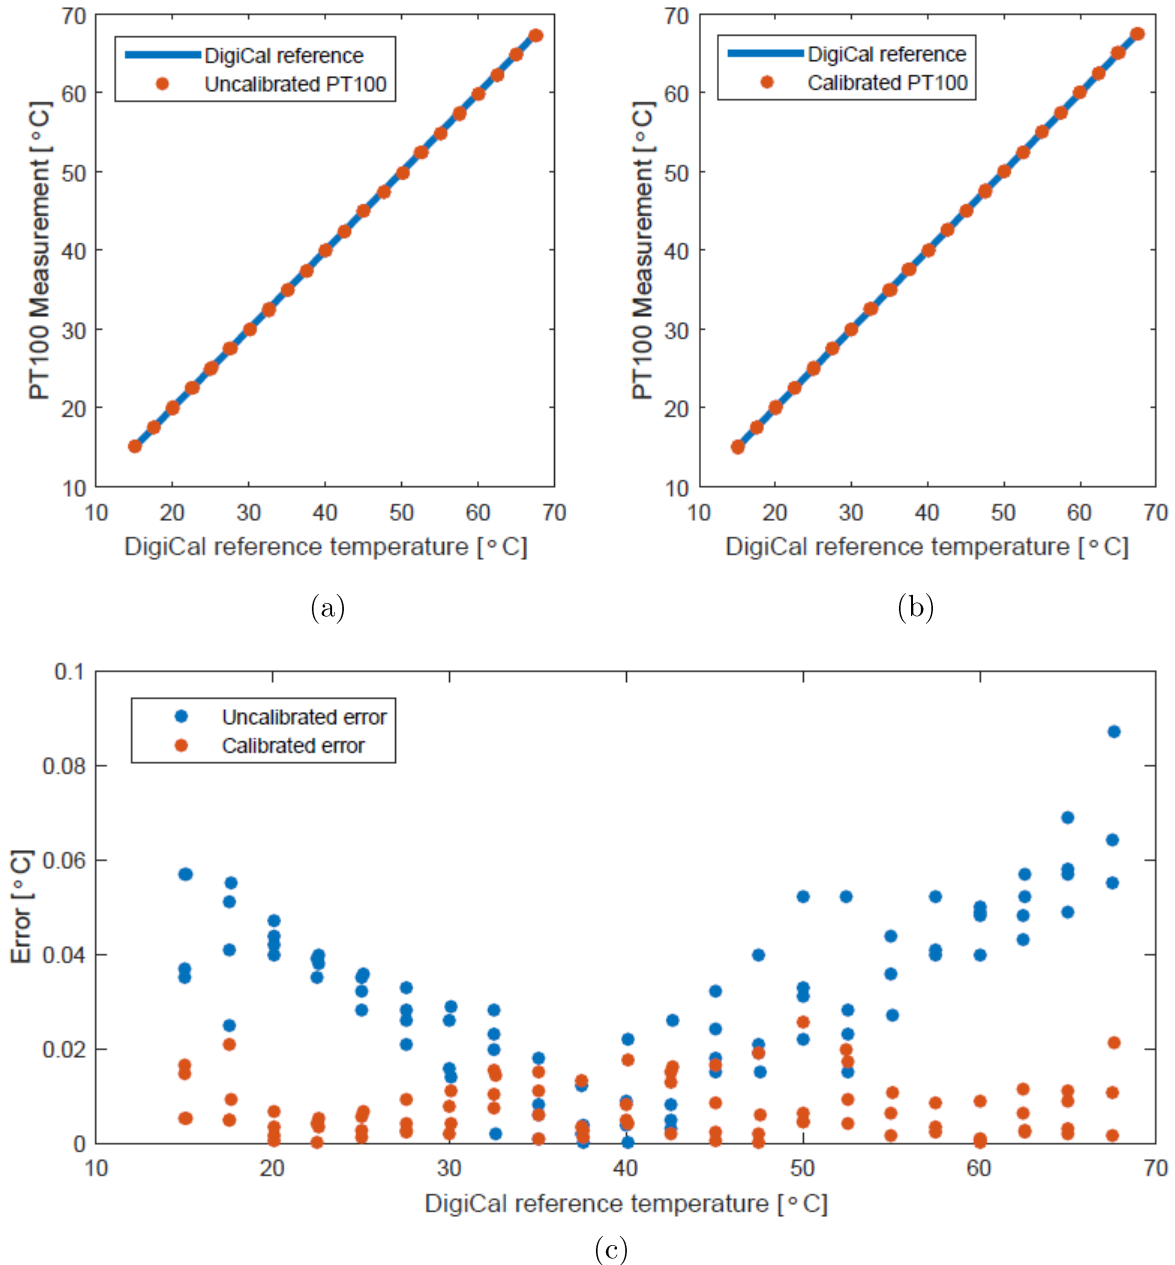 70
60
50
40
30
20
10
10 20 30 40 50 60 70
PT100 Measurement [°C]
DigiCal reference
Uncalibrated PT100
DigiCal reference temperature [°C]
(a)
70
60
50
40
30
20
10
10 20 30 40 50 60 70
PT100 Measurement [°C]
DigiCal reference
Calibrated PT100
DigiCal reference temperature [°C]
(b)
0.1
0.08
0.06
0.04
0.02
0
10 20 30 40 50 60 70
Error [°C]
Uncalibrated error
Calibrated error
DigiCal reference temperature [°C]
(c)